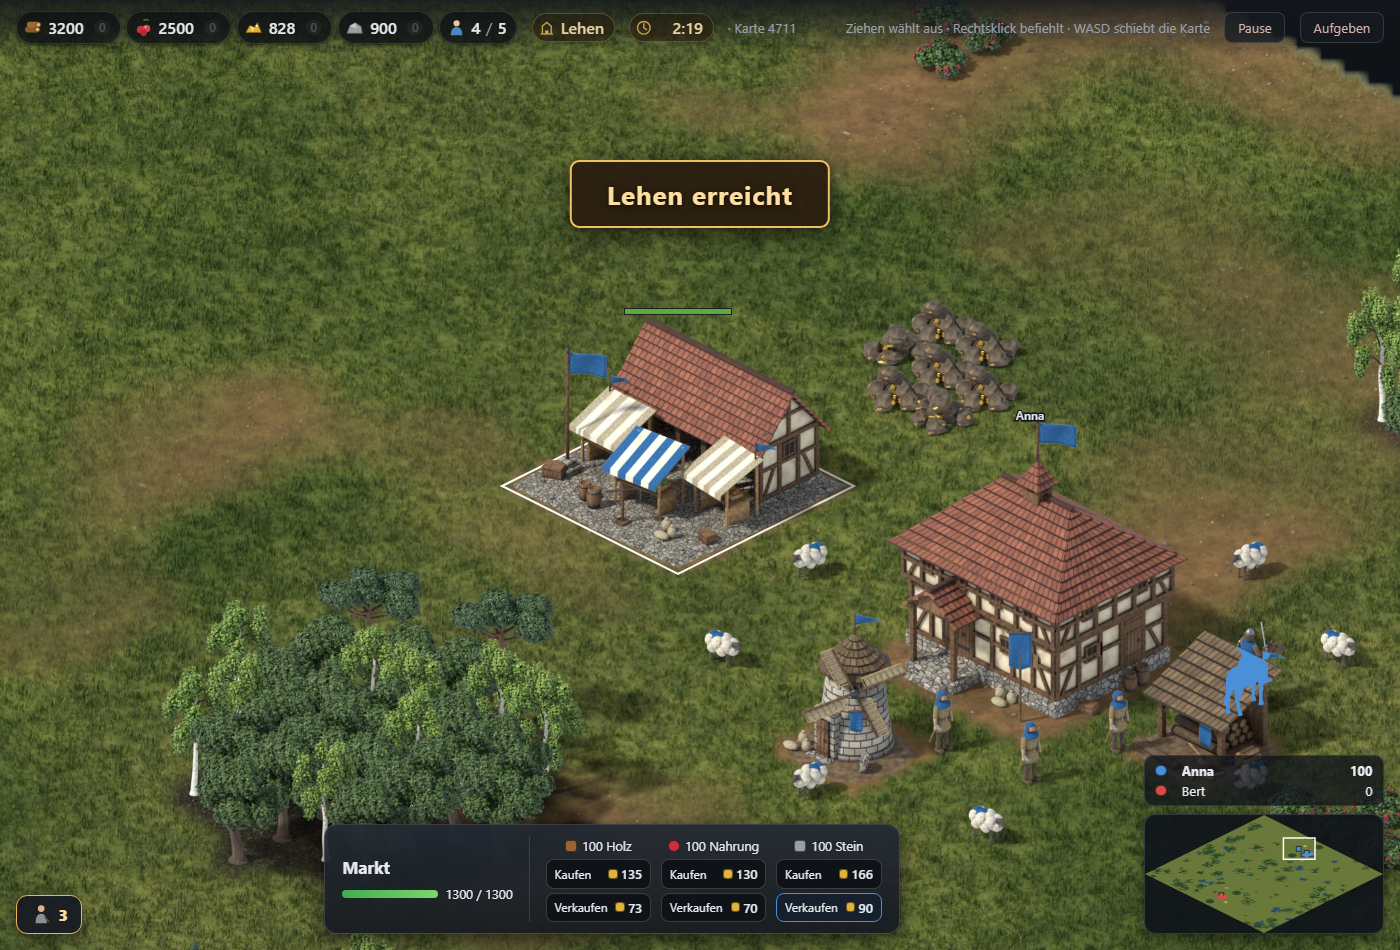 3200 0 2500 0 828 0 900 0 4 / 5 Lehen 2:19 · Karte 4711 Ziehen wählt aus · Rechtsklick befiehlt · WASD schiebt die Karte Pause Aufgeben
Lehen erreicht
Anna
Anna 100
Bert 0
Markt
1300 / 1300
100 Holz 100 Nahrung 100 Stein
Kaufen 135 Kaufen 130 Kaufen 166
Verkaufen 73 Verkaufen 70 Verkaufen 90
3